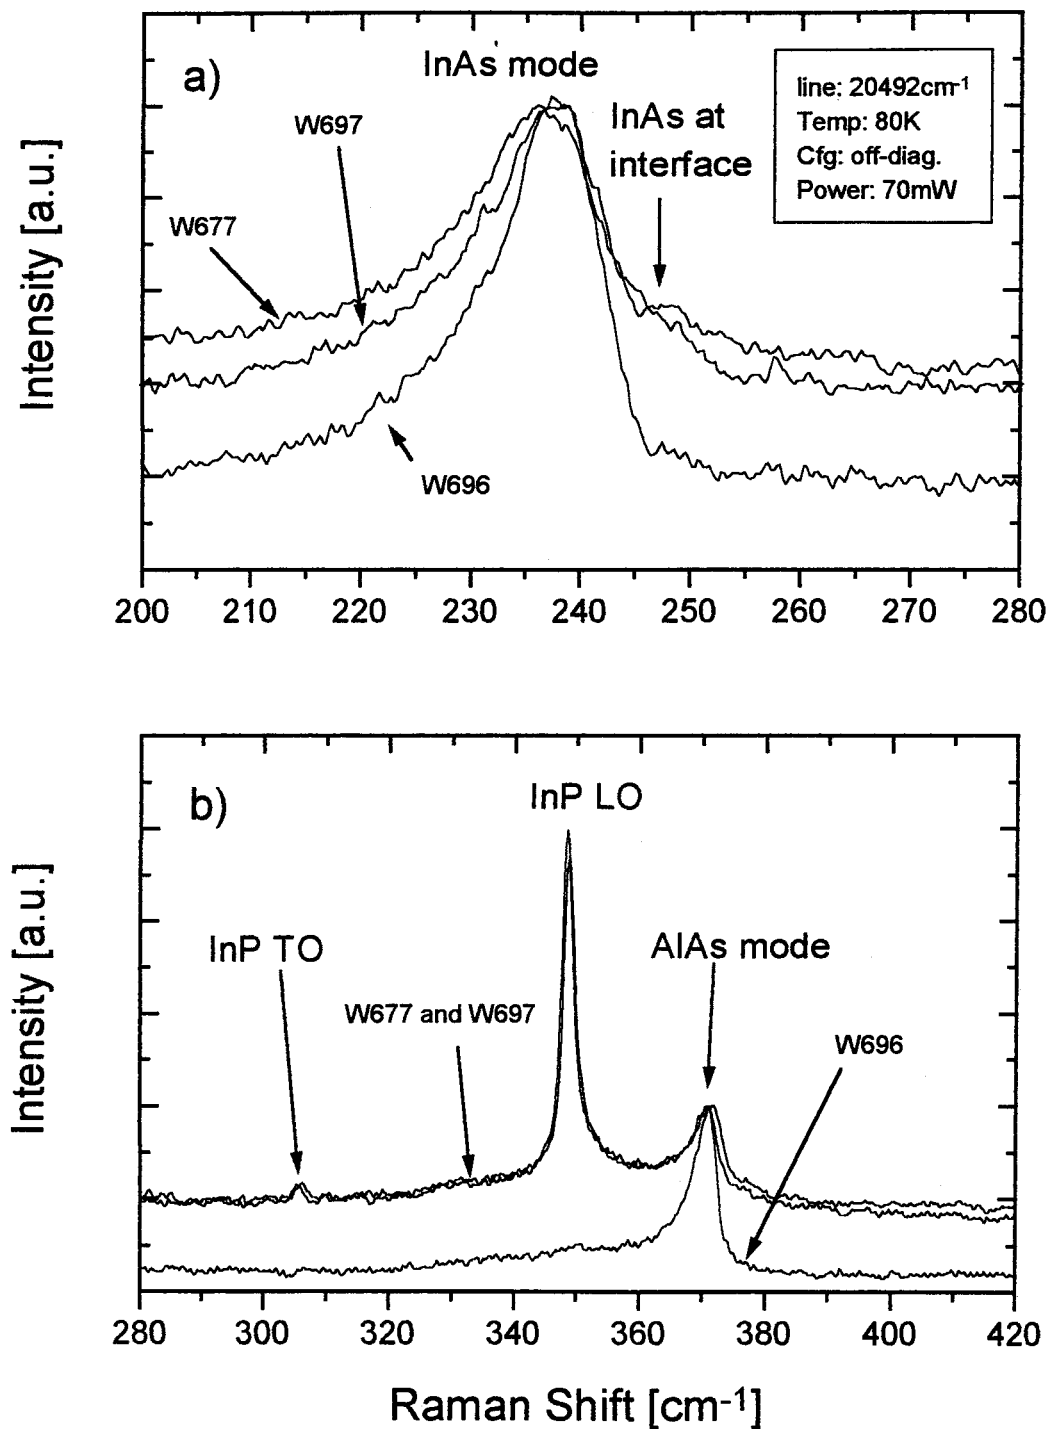 a)
InAs mode
W697
W677
InAs at
interface
line: 20492cm-1
Temp: 80K
Cfg: off-diag.
Power: 70mW
W696
Intensity [a.u.]
200 210 220 230 240 250 260 270 280
b)
InP LO
InP TO
AlAs mode
W677 and W697
W696
Intensity [a.u.]
280 300 320 340 360 380 400 420
Raman Shift [cm-1]